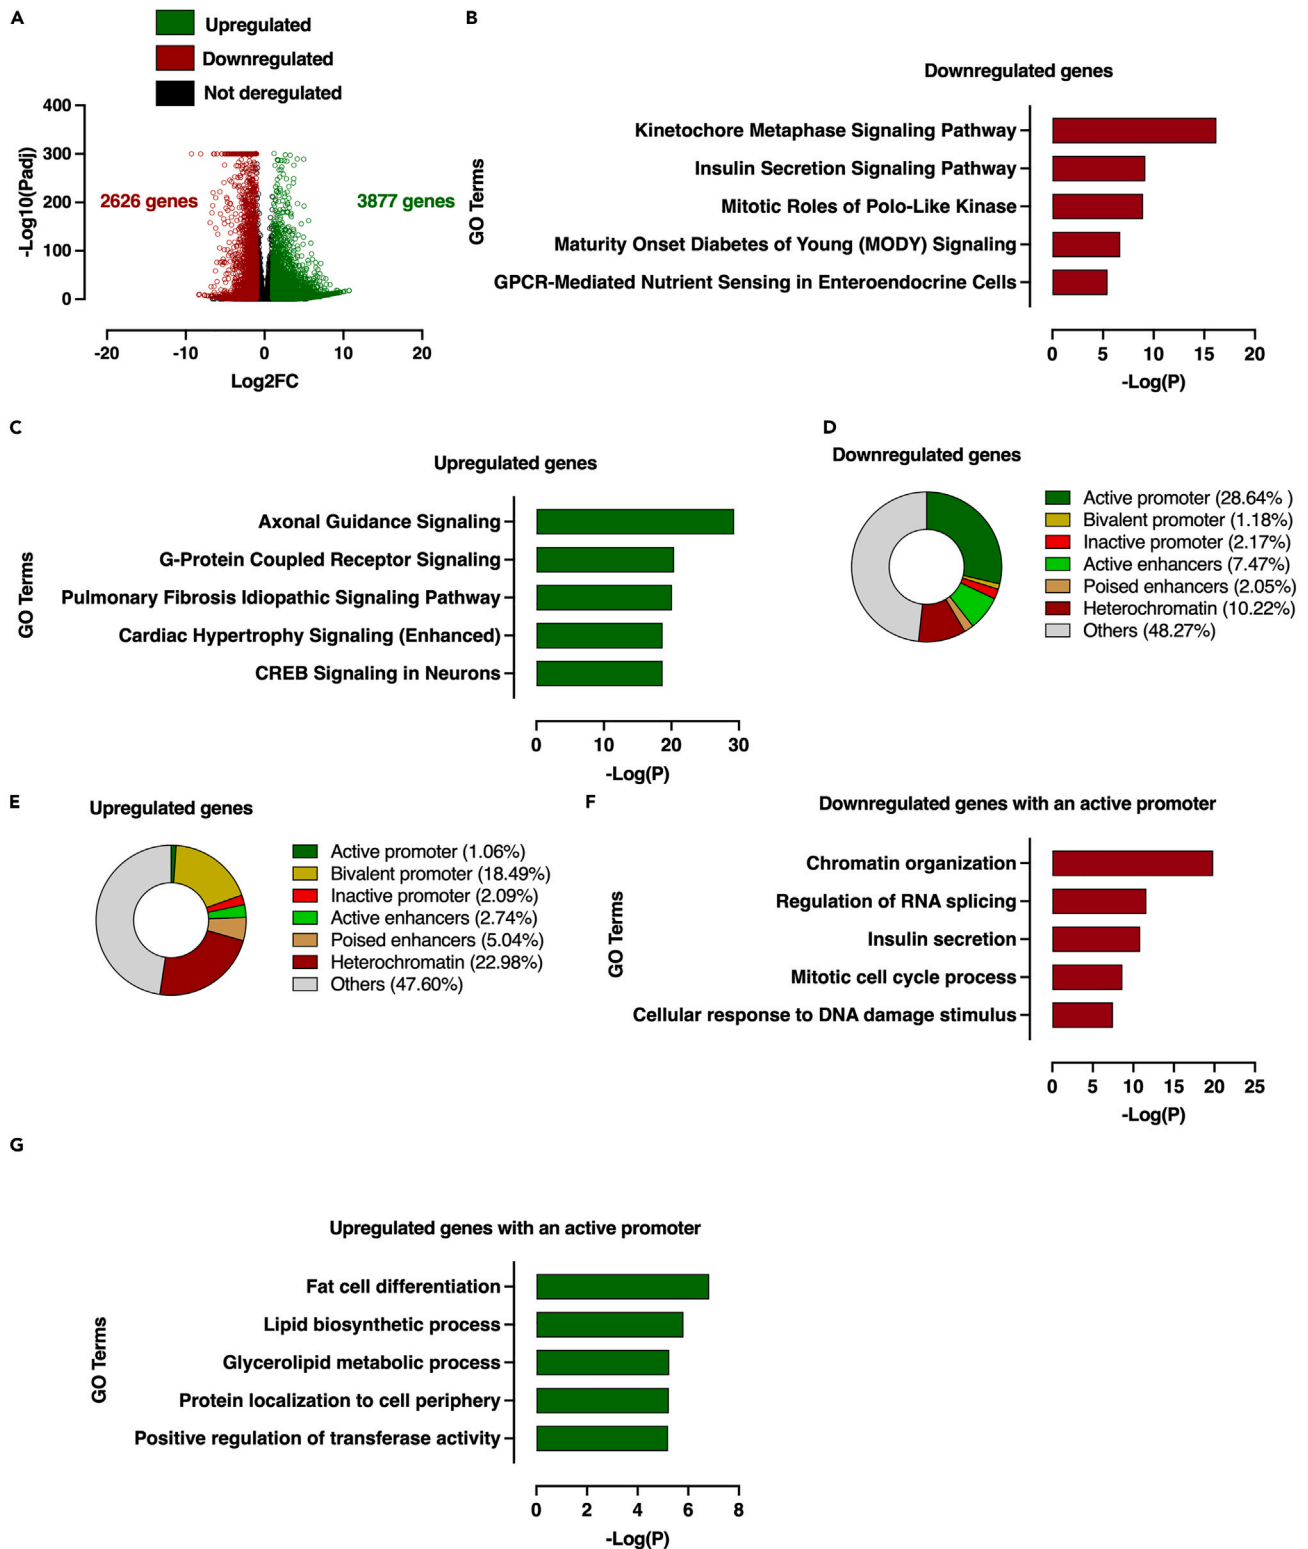 A
Upregulated
Downregulated
Not deregulated
400
300
200
100
0
-Log10(Padj)
2626 genes
3877 genes
-20
-10
0
10
20
Log2FC
B
Downregulated genes
GO Terms
Kinetochore Metaphase Signaling Pathway
Insulin Secretion Signaling Pathway
Mitotic Roles of Polo-Like Kinase
Maturity Onset Diabetes of Young (MODY) Signaling
GPCR-Mediated Nutrient Sensing in Enteroendocrine Cells
0
5
10
15
20
-Log(P)
C
Upregulated genes
GO Terms
Axonal Guidance Signaling
G-Protein Coupled Receptor Signaling
Pulmonary Fibrosis Idiopathic Signaling Pathway
Cardiac Hypertrophy Signaling (Enhanced)
CREB Signaling in Neurons
0
10
20
30
-Log(P)
D
Downregulated genes
Active promoter (28.64% )
Bivalent promoter (1.18%)
Inactive promoter (2.17%)
Active enhancers (7.47%)
Poised enhancers (2.05%)
Heterochromatin (10.22%)
Others (48.27%)
E
Upregulated genes
Active promoter (1.06%)
Bivalent promoter (18.49%)
Inactive promoter (2.09%)
Active enhancers (2.74%)
Poised enhancers (5.04%)
Heterochromatin (22.98%)
Others (47.60%)
F
Downregulated genes with an active promoter
GO Terms
Chromatin organization
Regulation of RNA splicing
Insulin secretion
Mitotic cell cycle process
Cellular response to DNA damage stimulus
0
5
10
15
20
25
-Log(P)
G
Upregulated genes with an active promoter
GO Terms
Fat cell differentiation
Lipid biosynthetic process
Glycerolipid metabolic process
Protein localization to cell periphery
Positive regulation of transferase activity
0
2
4
6
8
-Log(P)